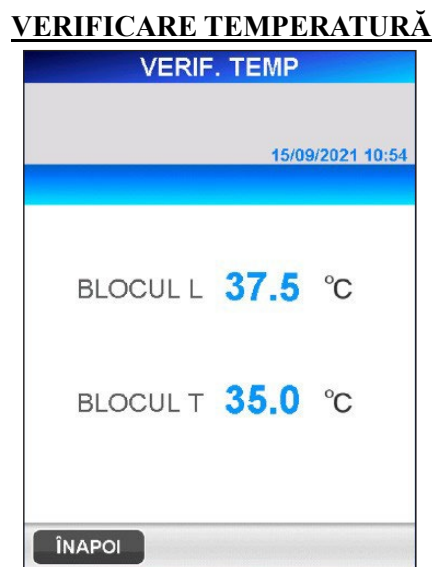 VERIFICARE TEMPERATURĂ
VERIF. TEMP
15/09/2021 10:54
BLOCUL L 37.5 °C
BLOCUL T 35.0 °C
ÎNAPOI